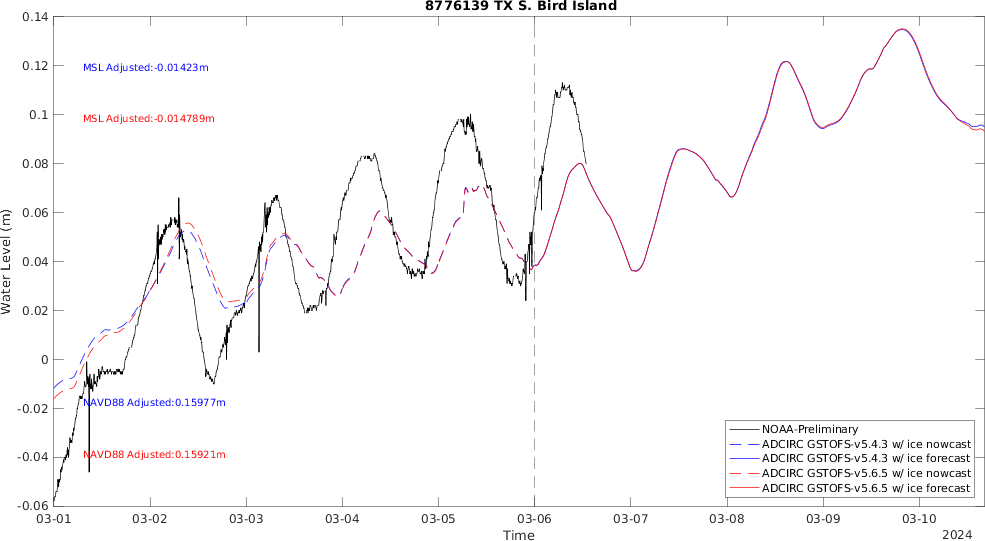 8776139 TX S. Bird Island
0.14
0.12
0.1
0.08
0.06
0.04
0.02
0
-0.02
-0.04
-0.06
Water Level (m)
MSL Adjusted:-0.01423m
MSL Adjusted:-0.014789m
NAVD88 Adjusted:0.15977m
NAVD88 Adjusted:0.15921m
NOAA-Preliminary
ADCIRC GSTOFS-v5.4.3 w/ ice nowcast
ADCIRC GSTOFS-v5.4.3 w/ ice forecast
ADCIRC GSTOFS-v5.6.5 w/ ice nowcast
ADCIRC GSTOFS-v5.6.5 w/ ice forecast
03-01 03-02 03-03 03-04 03-05 03-06 03-07 03-08 03-09 03-10
Time
2024